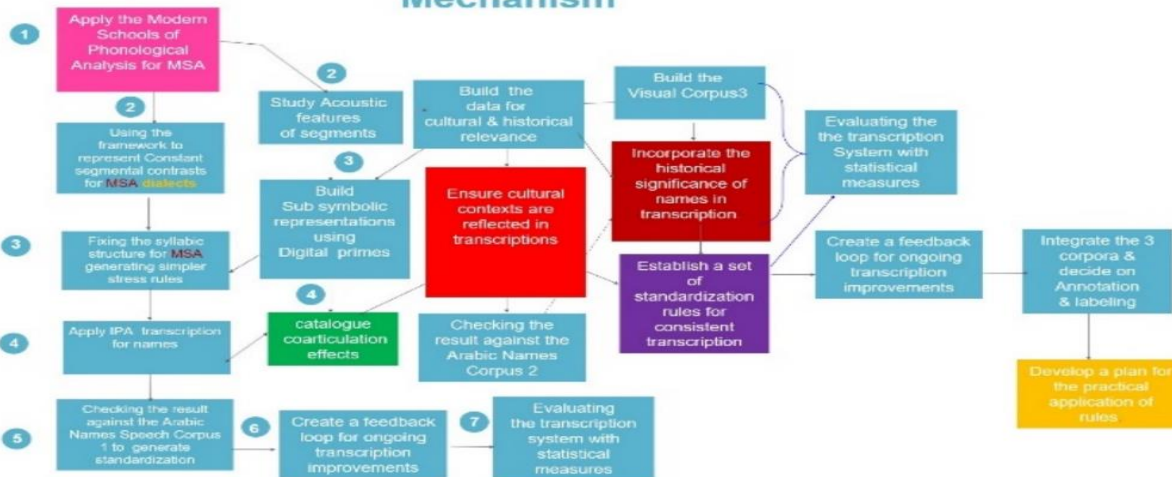 Mechanism
1
Apply the Modern
Schools of
Phonological
Analysis for MSA
2
Study Acoustic
features
of segments
Build the
data for
cultural & historical
relevance
Build the
Visual Corpus3
Evaluating the
the transcription
System with
statistical
measures
2
Using the
framework to
represent Constant
segmental contrasts
for MSA dialects
3
Build
Sub symbolic
representations
using
Digital primes
Ensure cultural
contexts are
reflected in
transcriptions
Incorporate the
historical
significance of
names in
transcription
3
Fixing the syllabic
structure for MSA
generating simpler
stress rules
Establish a set
of
standardization
rules for
consistent
transcription
Create a feedback
loop for ongoing
transcription
improvements
Integrate the 3
corpora &
decide on
Annotation
& labeling
4
Apply IPA transcription
for names
4
catalogue
coarticulation
effects
Checking the
result against the
Arabic Names
Corpus 2
Develop a plan for
the practical
application of
rules
5
Checking the result
against the Arabic
Names Speech Corpus
1 to generate
standardization
6
Create a feedback
loop for ongoing
transcription
improvements
7
Evaluating
the transcription
system with
statistical
measures